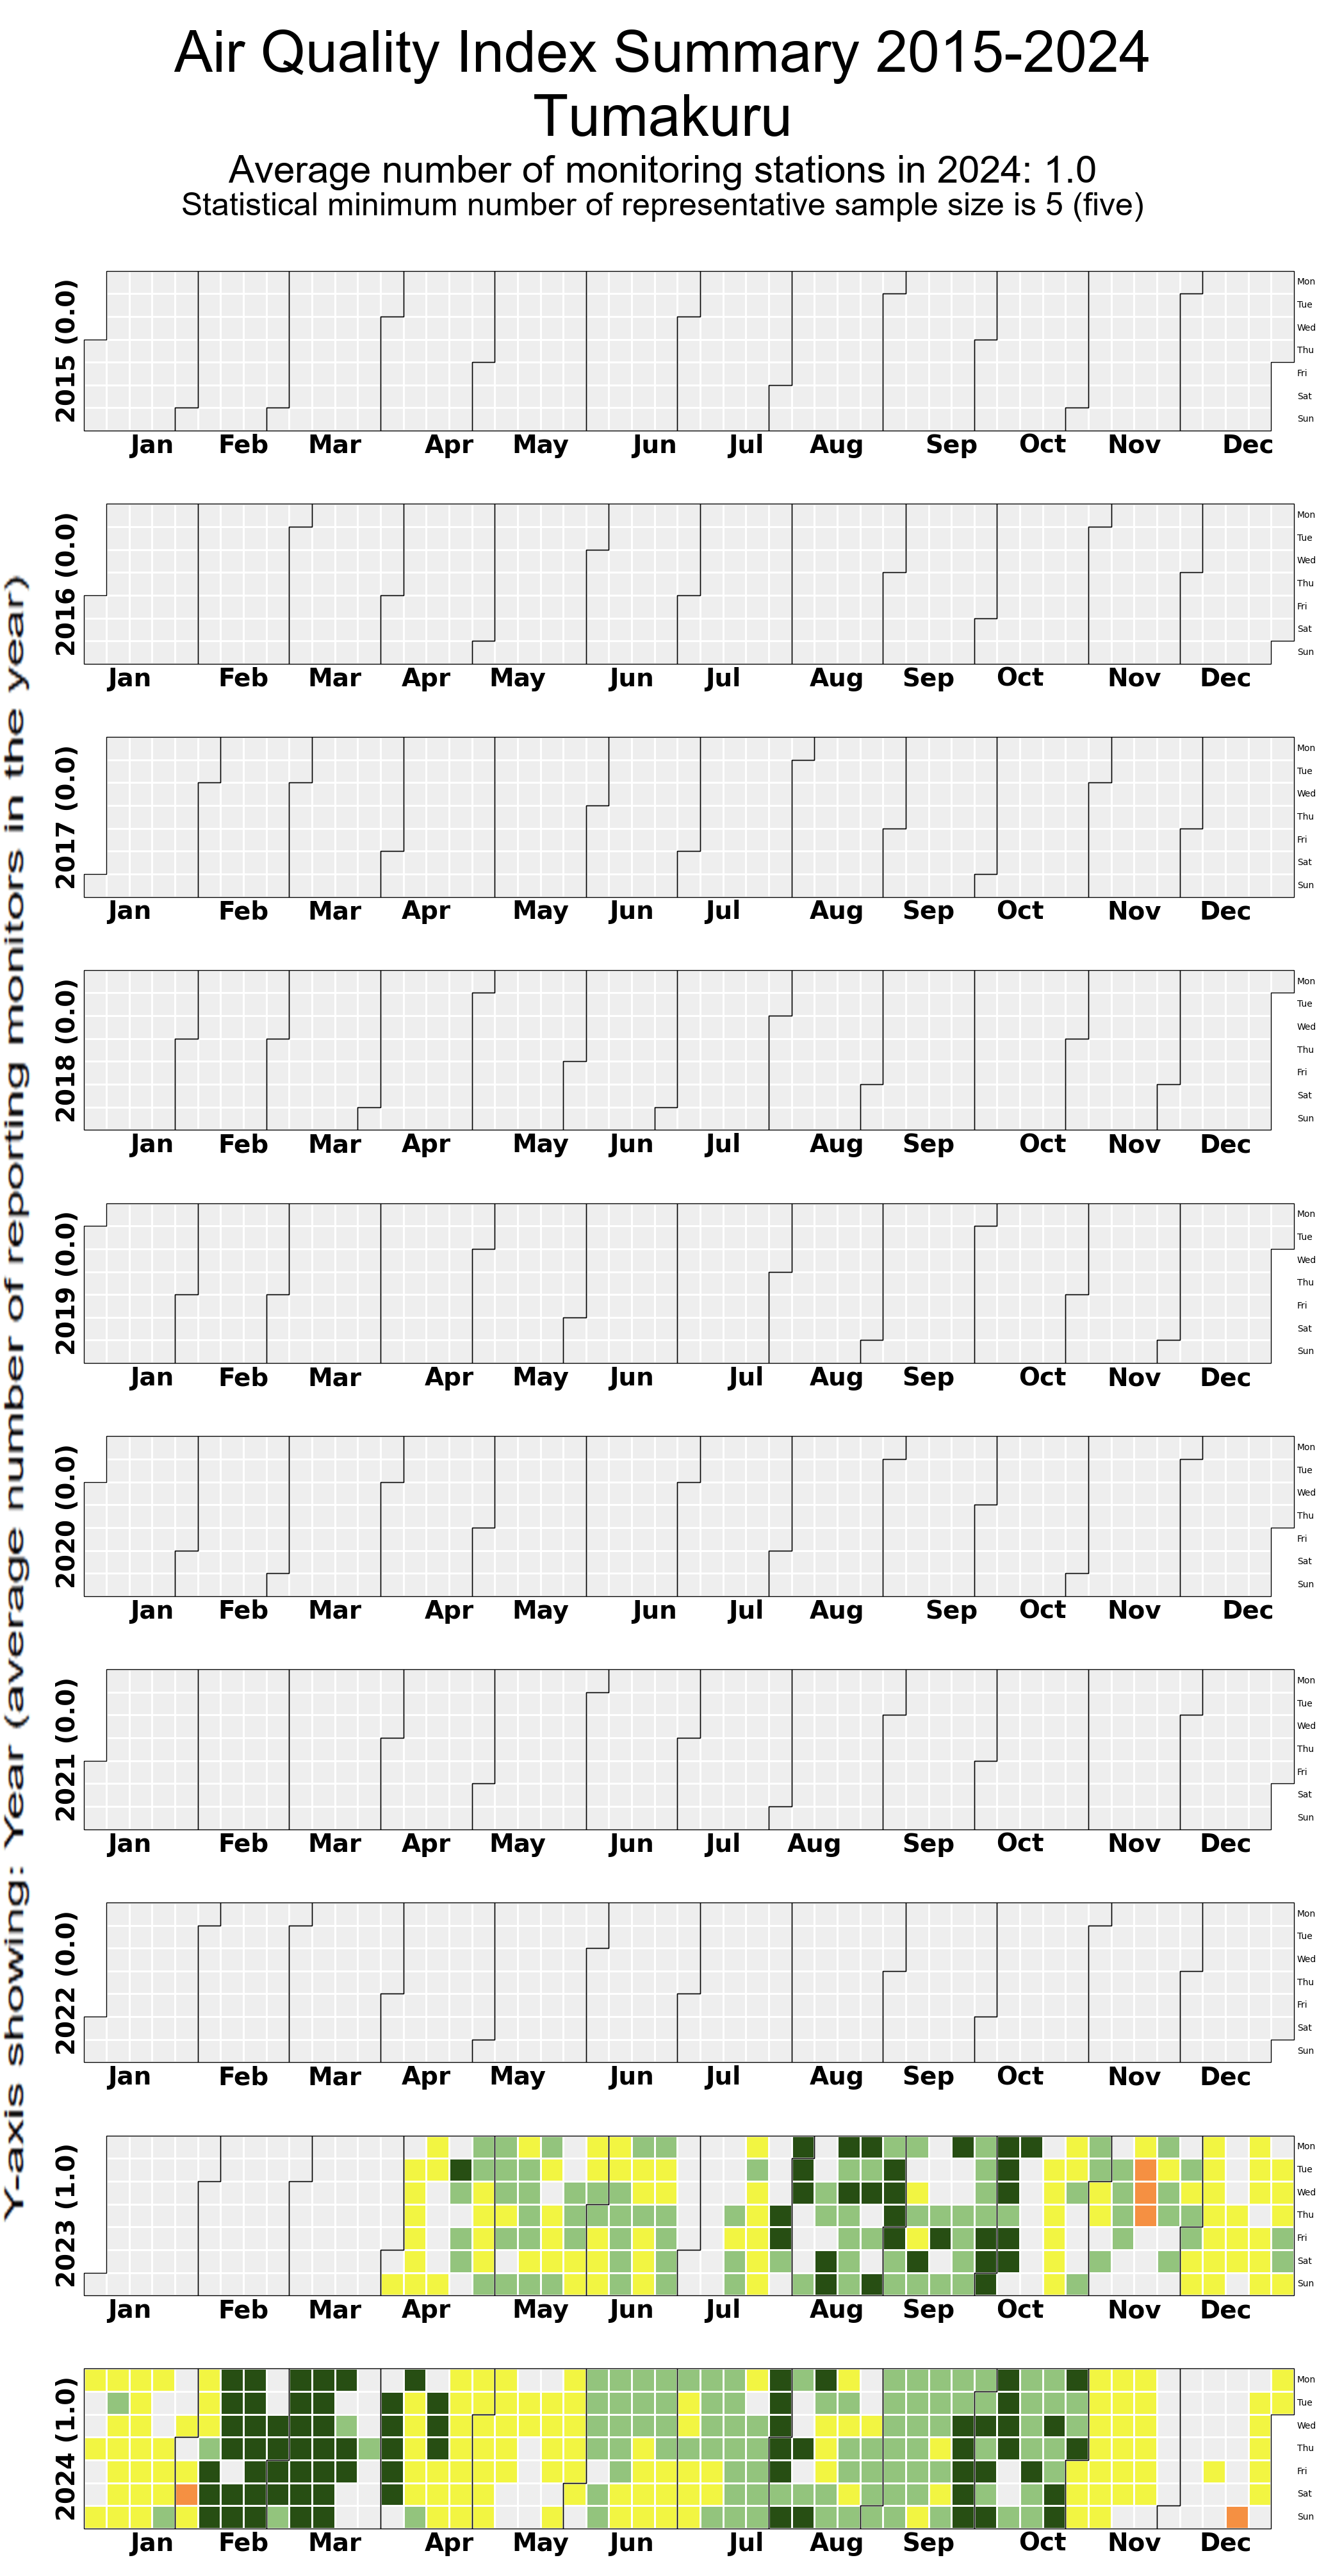 Air Quality Index Summary 2015-2024
Tumakuru
Average number of monitoring stations in 2024: 1.0
Statistical minimum number of representative sample size is 5 (five)
Y-axis showing: Year (average number of reporting monitors in the year)
2015 (0.0)
Mon
Tue
Wed
Thu
Fri
Sat
Sun
Jan Feb Mar Apr May Jun Jul Aug Sep Oct Nov Dec
2016 (0.0)
Mon
Tue
Wed
Thu
Fri
Sat
Sun
Jan Feb Mar Apr May Jun Jul Aug Sep Oct Nov Dec
2017 (0.0)
Mon
Tue
Wed
Thu
Fri
Sat
Sun
Jan Feb Mar Apr May Jun Jul Aug Sep Oct Nov Dec
2018 (0.0)
Mon
Tue
Wed
Thu
Fri
Sat
Sun
Jan Feb Mar Apr May Jun Jul Aug Sep Oct Nov Dec
2019 (0.0)
Mon
Tue
Wed
Thu
Fri
Sat
Sun
Jan Feb Mar Apr May Jun Jul Aug Sep Oct Nov Dec
2020 (0.0)
Mon
Tue
Wed
Thu
Fri
Sat
Sun
Jan Feb Mar Apr May Jun Jul Aug Sep Oct Nov Dec
2021 (0.0)
Mon
Tue
Wed
Thu
Fri
Sat
Sun
Jan Feb Mar Apr May Jun Jul Aug Sep Oct Nov Dec
2022 (0.0)
Mon
Tue
Wed
Thu
Fri
Sat
Sun
Jan Feb Mar Apr May Jun Jul Aug Sep Oct Nov Dec
2023 (1.0)
Mon
Tue
Wed
Thu
Fri
Sat
Sun
Jan Feb Mar Apr May Jun Jul Aug Sep Oct Nov Dec
2024 (1.0)
Mon
Tue
Wed
Thu
Fri
Sat
Sun
Jan Feb Mar Apr May Jun Jul Aug Sep Oct Nov Dec